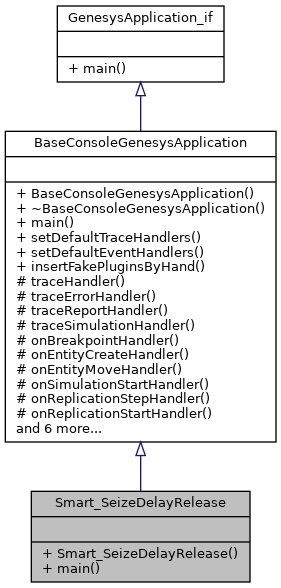 GenesysApplication_if
+ main()
BaseConsoleGenesysApplication
+ BaseConsoleGenesysApplication()
+ ~BaseConsoleGenesysApplication()
+ main()
+ setDefaultTraceHandlers()
+ setDefaultEventHandlers()
+ insertFakePluginsByHand()
# traceHandler()
# traceErrorHandler()
# traceReportHandler()
# traceSimulationHandler()
# onBreakpointHandler()
# onEntityCreateHandler()
# onEntityMoveHandler()
# onSimulationStartHandler()
# onReplicationStepHandler()
# onReplicationStartHandler()
and 6 more...
Smart_SeizeDelayRelease
+ Smart_SeizeDelayRelease()
+ main()